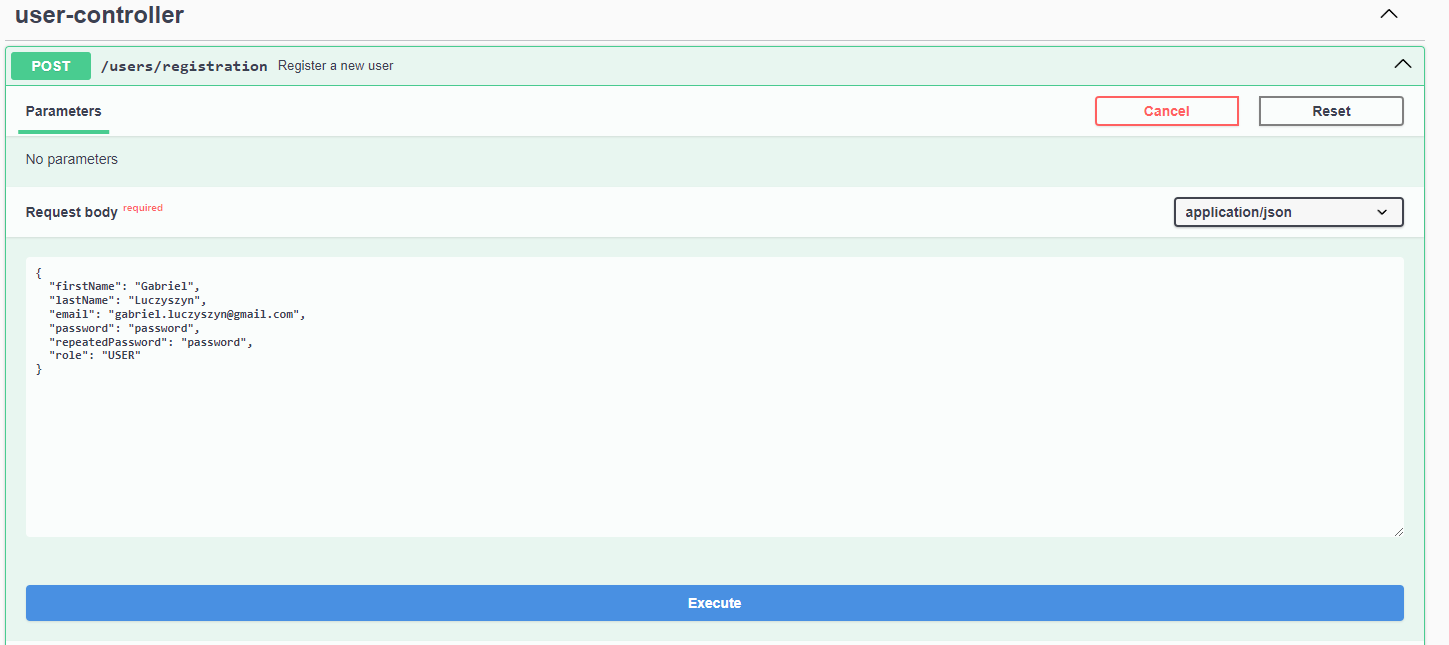 user-controller
POST /users/registration Register a new user
Parameters Cancel Reset
No parameters
Request body required application/json
{
"firstName": "Gabriel",
"lastName": "Luczyszyn",
"email": "gabriel.luczyszyn@gmail.com",
"password": "password",
"repeatedPassword": "password",
"role": "USER"
}
Execute